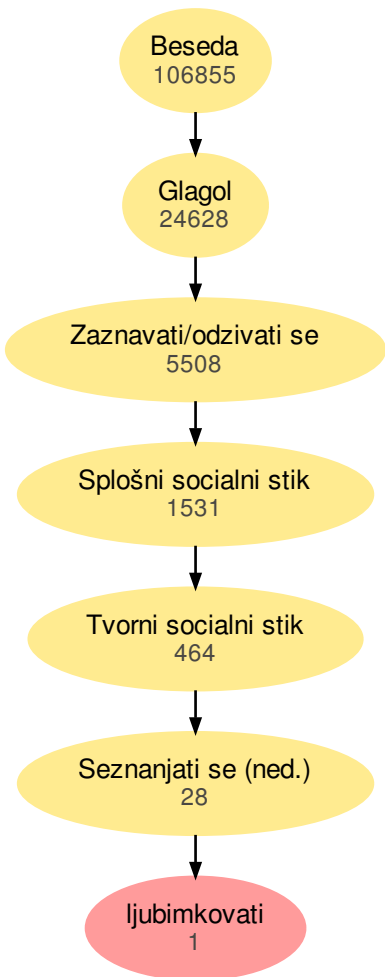 Beseda
106855
Glagol
24628
Zaznavati/odzivati se
5508
Splošni socialni stik
1531
Tvorni socialni stik
464
Seznanjati se (ned.)
28
ljubimkovati
1